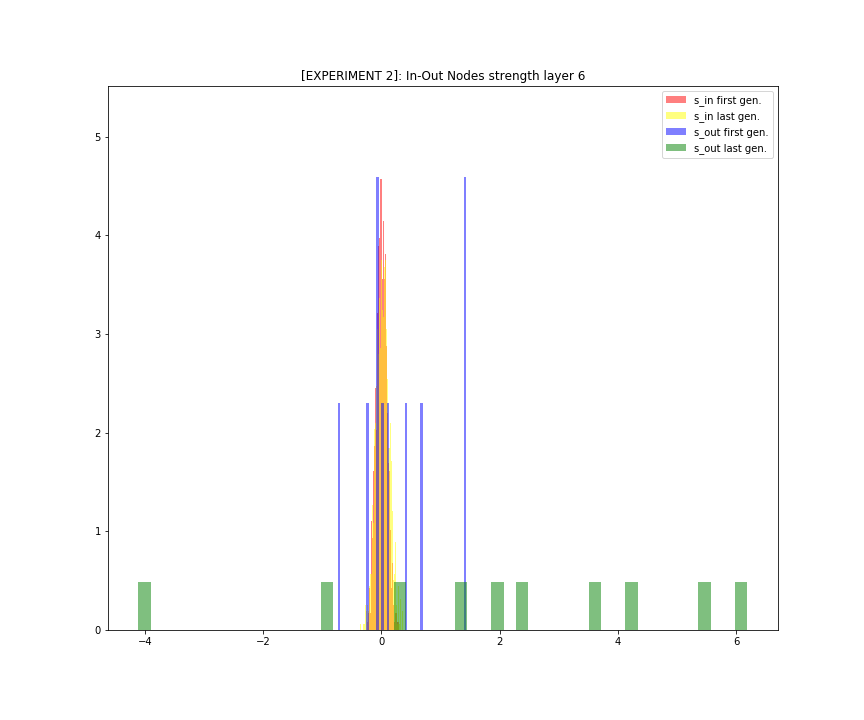 [EXPERIMENT 2]: In-Out Nodes strength layer 6
s_in first gen.
s_in last gen.
s_out first gen.
s_out last gen.
5
4
3
2
1
0
−4 −2 0 2 4 6